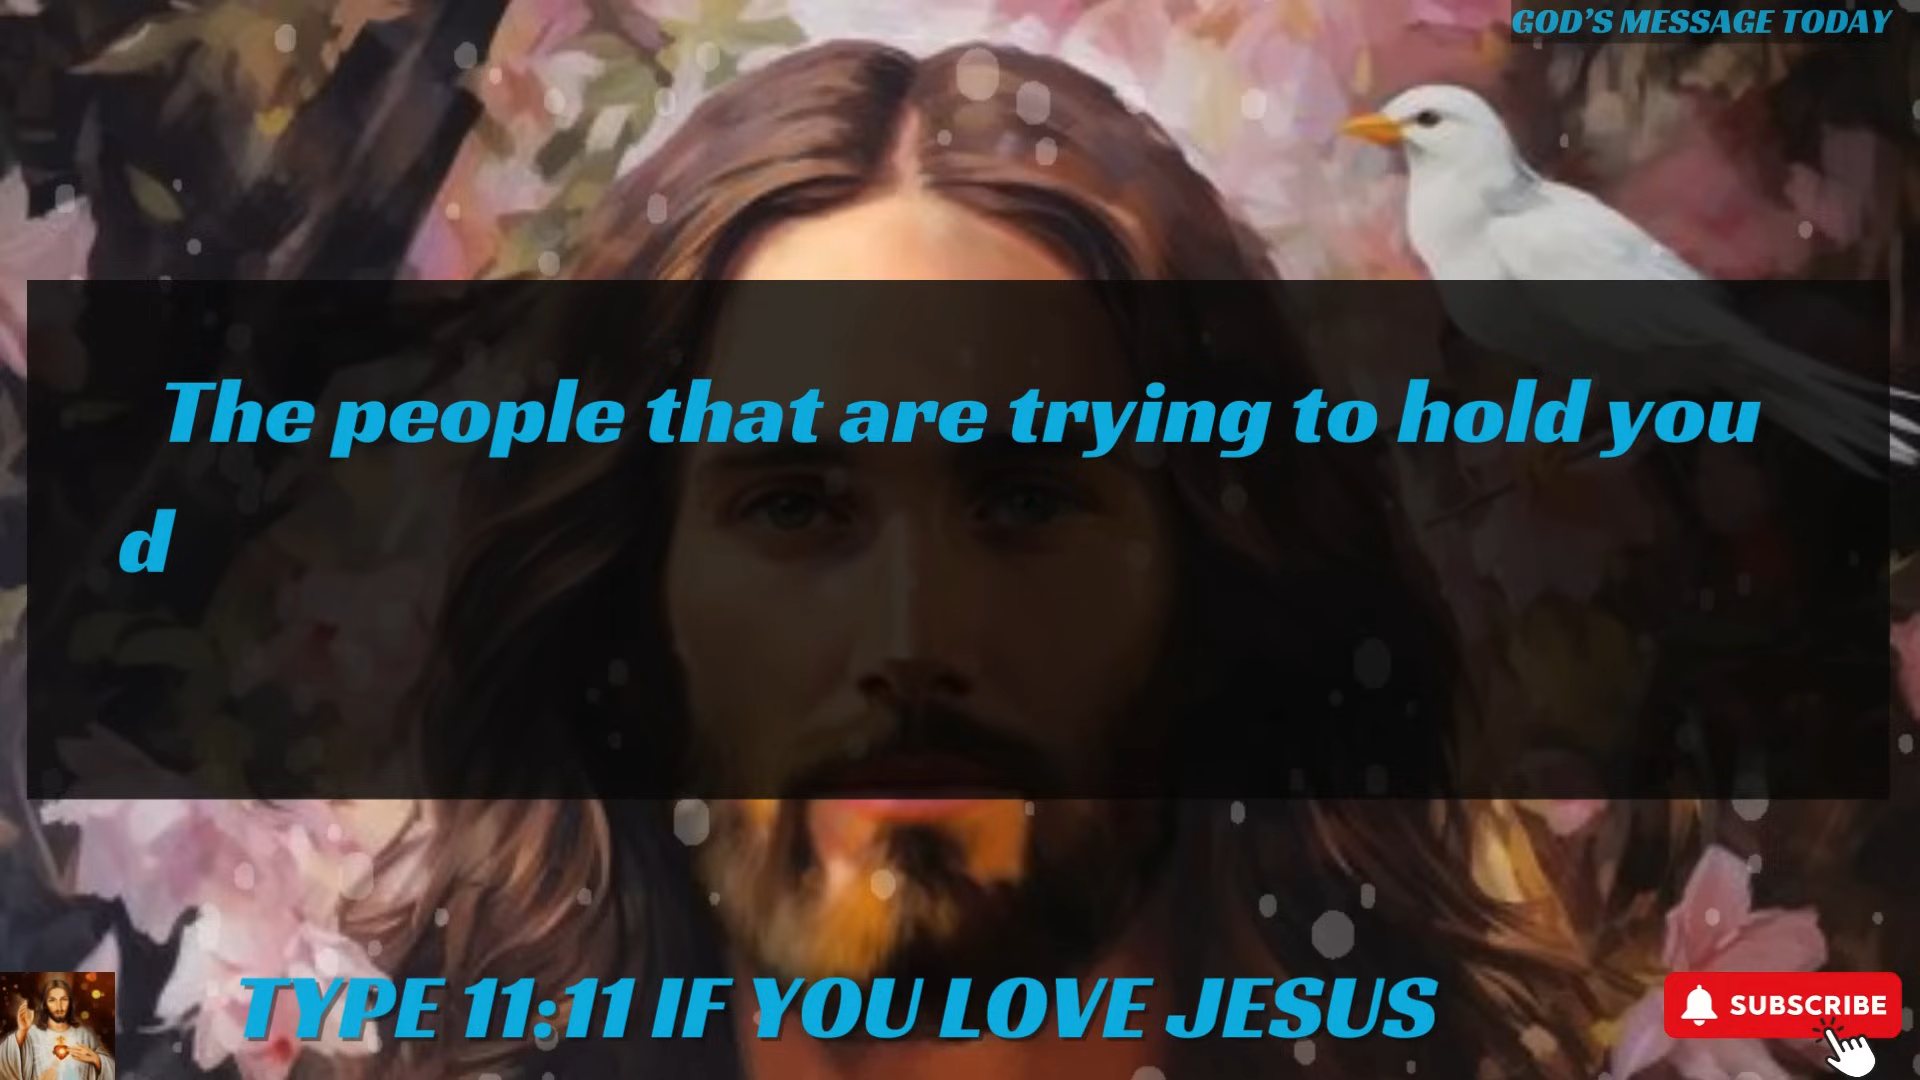 GOD'S MESSAGE TODAY
The people that are trying to hold you
d
TYPE 11:11 IF YOU LOVE JESUS
SUBSCRIBE